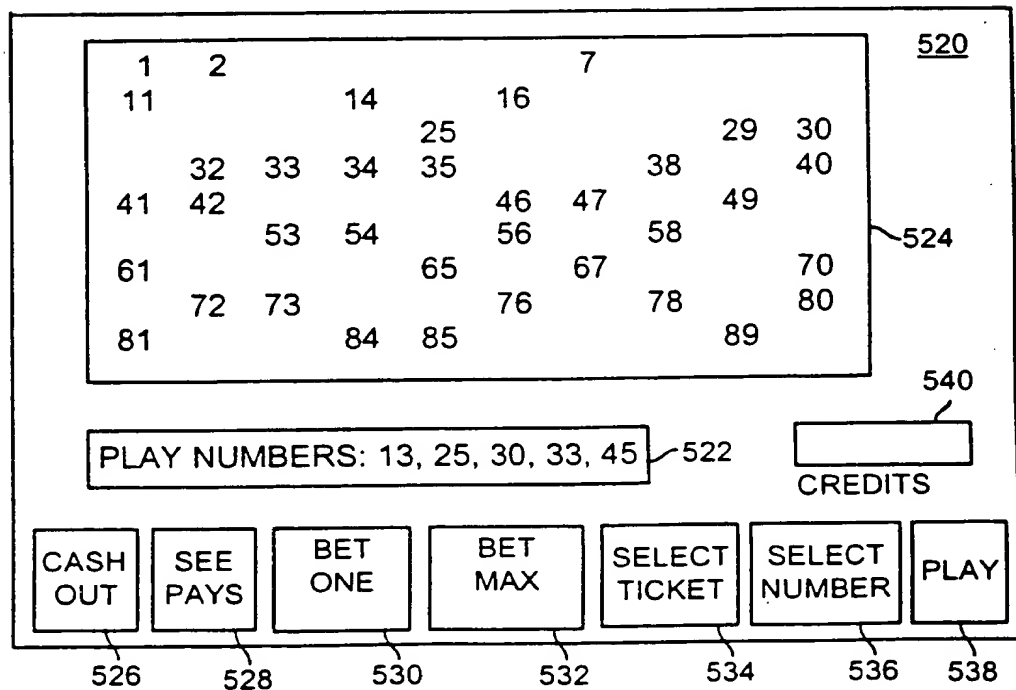 520
1 2 7
11 14 16
25 29 30
32 33 34 35 38 40
41 42 46 47 49
53 54 56 58
524
61 65 67 70
72 73 76 78 80
81 84 85 89
540
PLAY NUMBERS: 13, 25, 30, 33, 45
522
CREDITS
CASH
OUT
SEE
PAYS
BET
ONE
BET
MAX
SELECT
TICKET
SELECT
NUMBER
PLAY
526 528 530 532 534 536 538